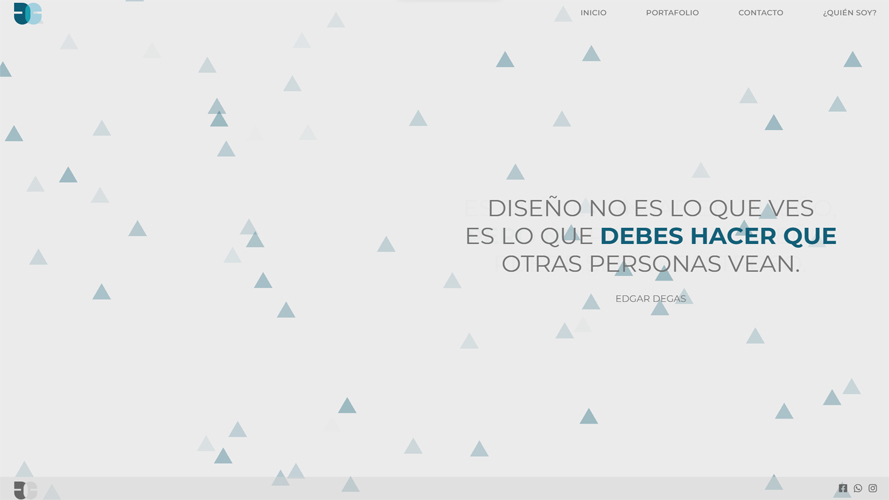 INICIO
PORTAFOLIO
CONTACTO
¿QUIÉN SOY?
DISEÑO NO ES LO QUE VES
ES LO QUE DEBES HACER QUE
OTRAS PERSONAS VEAN.
EDGAR DEGAS